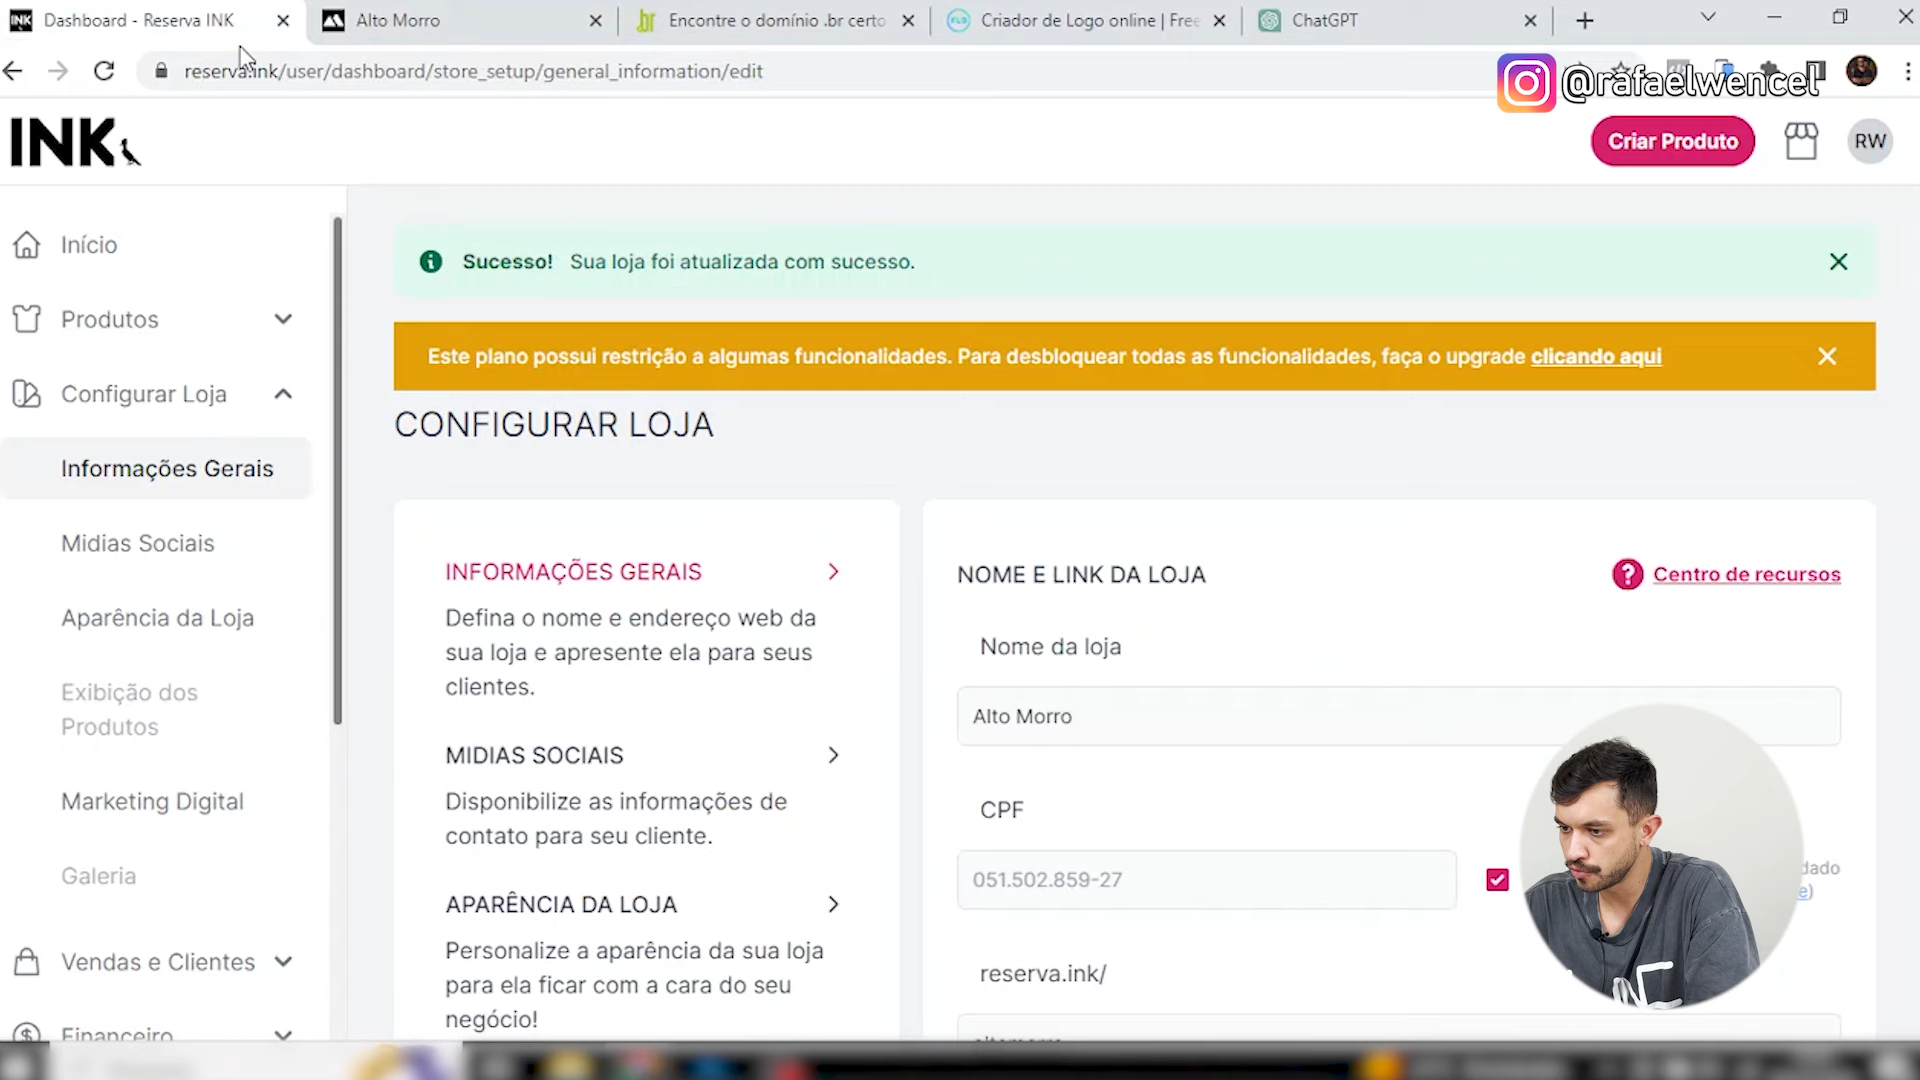 Dashboard - Reserva INK
Alto Morro
Encontre o domínio .br certo
Criador de Logo online | Free
ChatGPT
reserva.ink/user/dashboard/store_setup/general_information/edit
@rafaelwencel
INK
Criar Produto
RW
Início
Produtos
Configurar Loja
Informações Gerais
Midias Sociais
Aparência da Loja
Exibição dos
Produtos
Marketing Digital
Galeria
Vendas e Clientes
Financeiro
Sucesso! Sua loja foi atualizada com sucesso.
Este plano possui restrição a algumas funcionalidades. Para desbloquear todas as funcionalidades, faça o upgrade clicando aqui
CONFIGURAR LOJA
INFORMAÇÕES GERAIS
Defina o nome e endereço web da
sua loja e apresente ela para seus
clientes.
MIDIAS SOCIAIS
Disponibilize as informações de
contato para seu cliente.
APARÊNCIA DA LOJA
Personalize a aparência da sua loja
para ela ficar com a cara do seu
negócio!
NOME E LINK DA LOJA
Centro de recursos
Nome da loja
Alto Morro
CPF
051.502.859-27
reserva.ink/